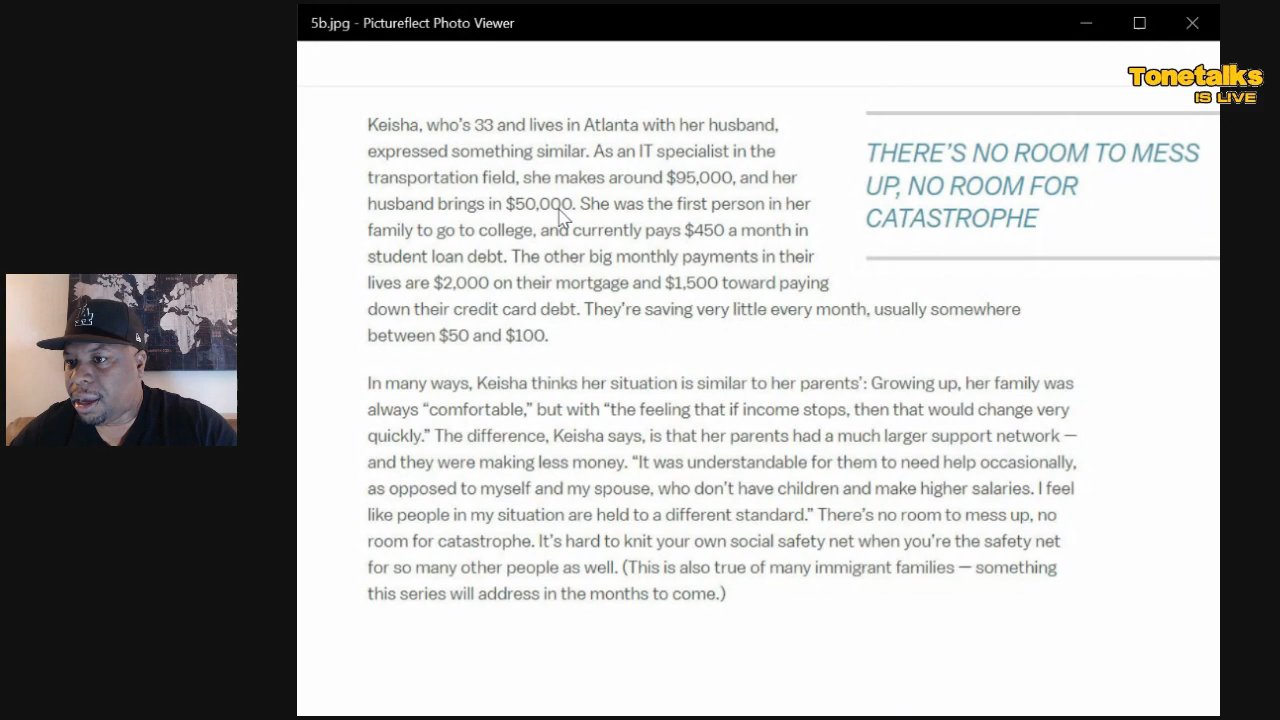 5b.jpg - Pictureflect Photo Viewer
Tonetalks
IS LIVE
Keisha, who's 33 and lives in Atlanta with her husband,
expressed something similar. As an IT specialist in the
transportation field, she makes around $95,000, and her
husband brings in $50,000. She was the first person in her
family to go to college, and currently pays $450 a month in
student loan debt. The other big monthly payments in their
lives are $2,000 on their mortgage and $1,500 toward paying
down their credit card debt. They're saving very little every month, usually somewhere
between $50 and $100.
THERE'S NO ROOM TO MESS
UP, NO ROOM FOR
CATASTROPHE
In many ways, Keisha thinks her situation is similar to her parents': Growing up, her family was
always “comfortable,” but with “the feeling that if income stops, then that would change very
quickly.” The difference, Keisha says, is that her parents had a much larger support network —
and they were making less money. “It was understandable for them to need help occasionally,
as opposed to myself and my spouse, who don't have children and make higher salaries. I feel
like people in my situation are held to a different standard.” There's no room to mess up, no
room for catastrophe. It's hard to knit your own social safety net when you're the safety net
for so many other people as well. (This is also true of many immigrant families — something
this series will address in the months to come.)